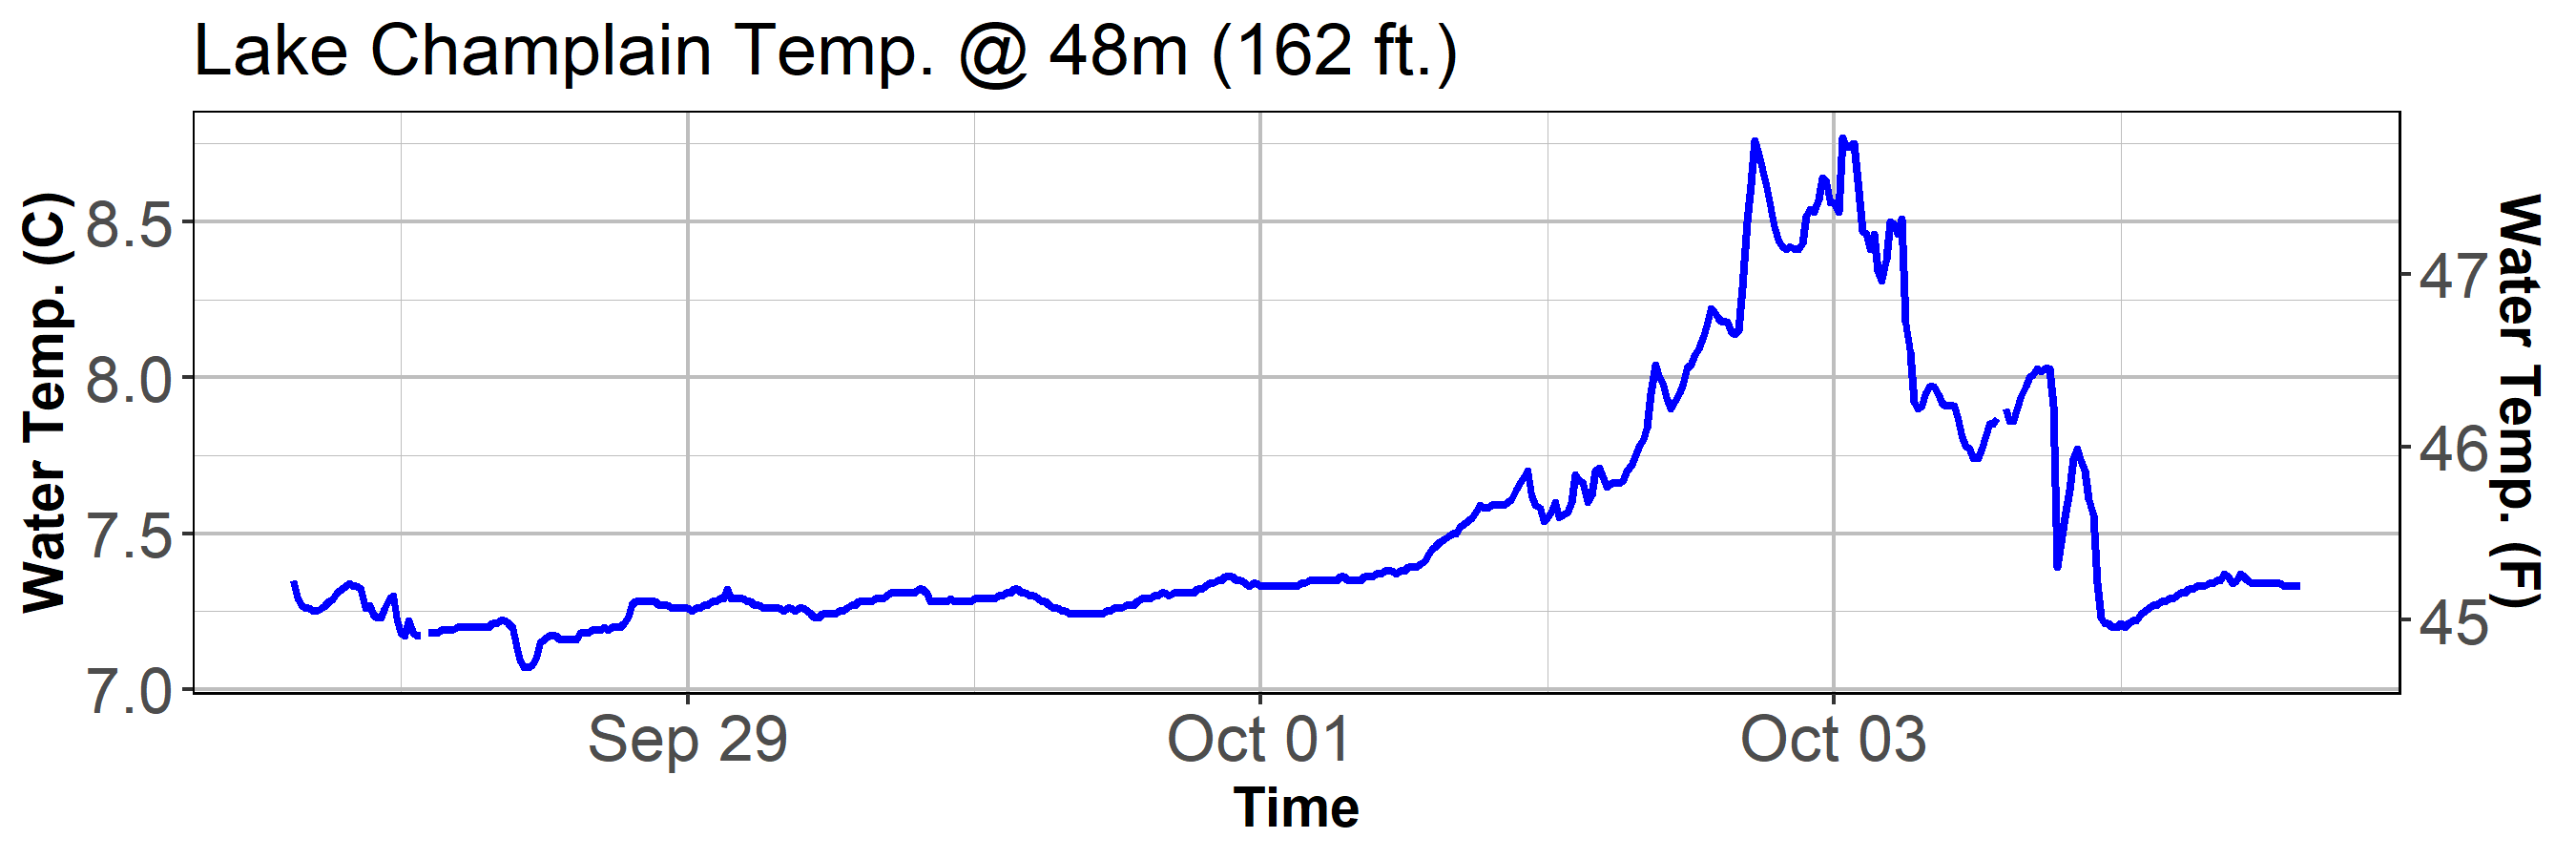 Lake Champlain Temp. @ 48m (162 ft.)
Water Temp. (C)
8.5
8.0
7.5
7.0
47
46
45
Water Temp. (F)
Sep 29 Oct 01 Oct 03
Time